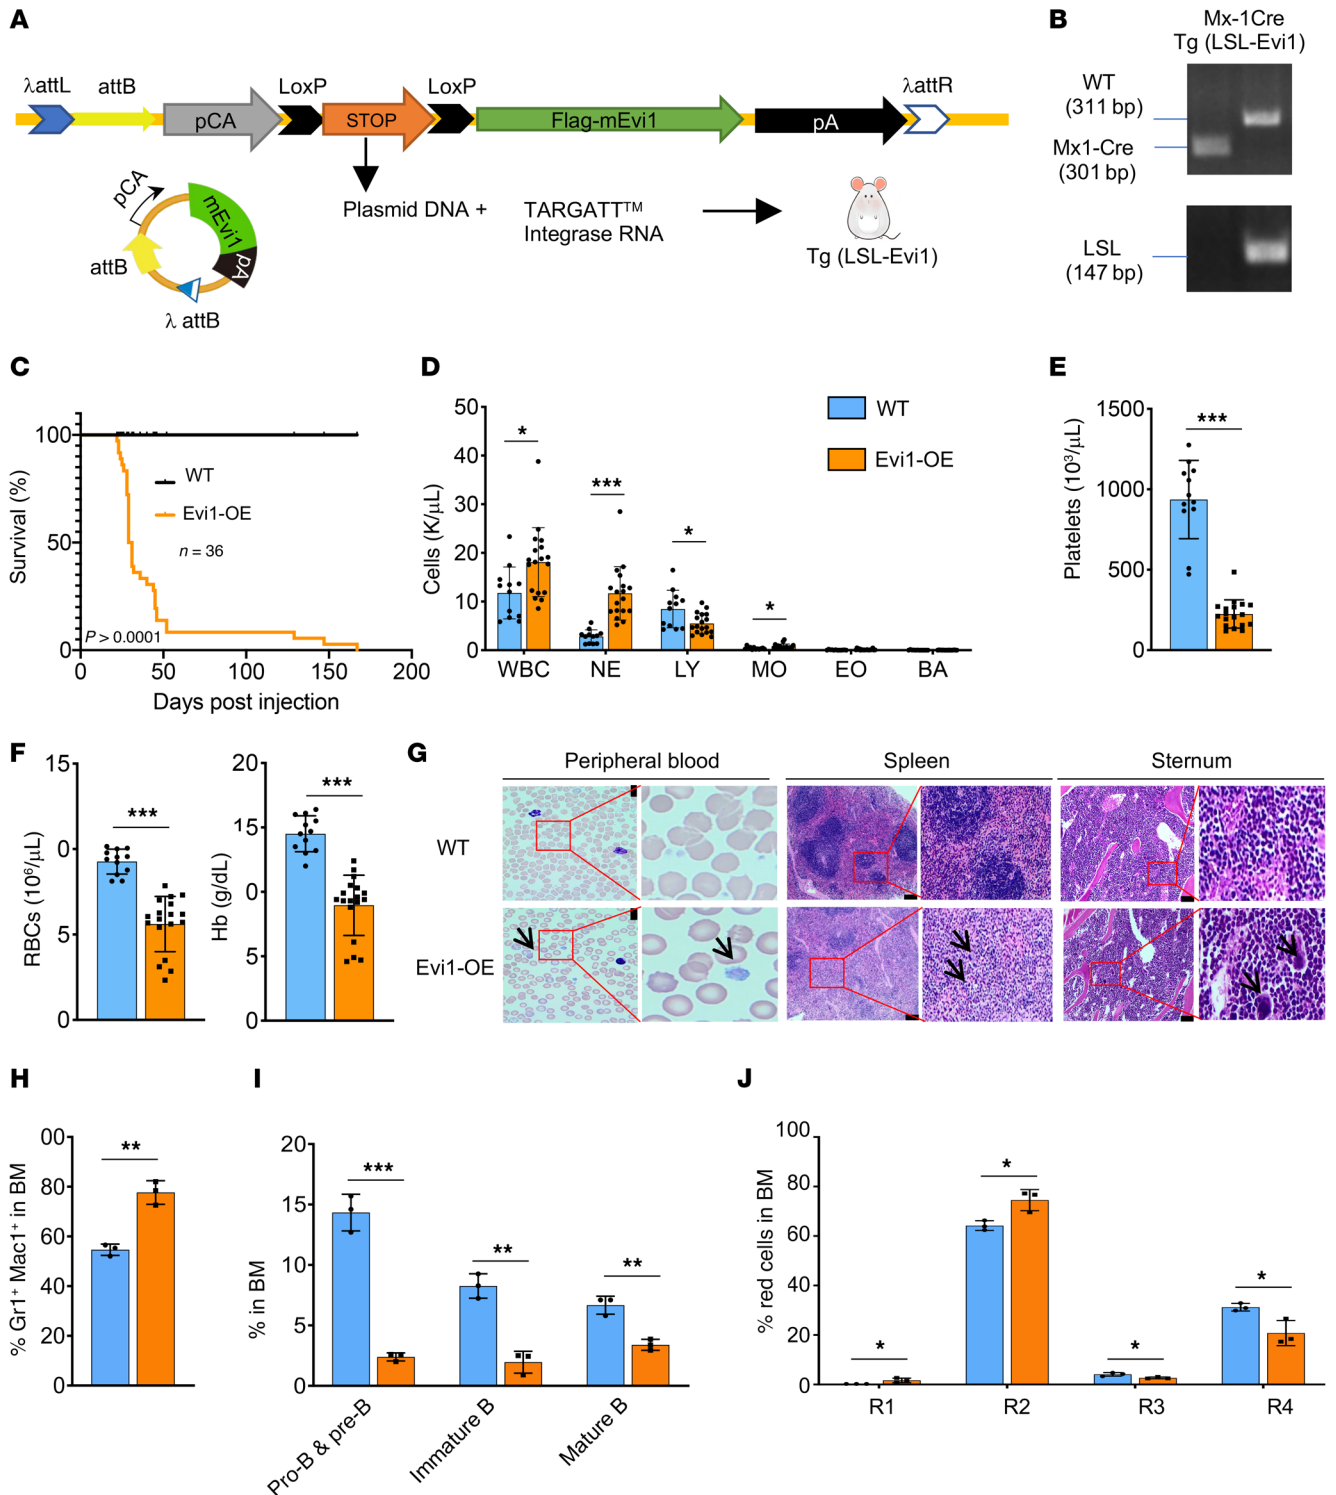 A
λattL
attB
LoxP
LoxP
λattR
pCA
STOP
Flag-mEvi1
pA
pCA
mEvi1
pA
attB
λ attB
Plasmid DNA +
TARGATT™
Integrase RNA
Tg (LSL-Evi1)
B
Mx-1Cre
Tg (LSL-Evi1)
WT
(311 bp)
Mx1-Cre
(301 bp)
LSL
(147 bp)
C
Survival (%)
100
50
0
WT
Evi1-OE
n = 36
P > 0.0001
0
50
100
150
200
Days post injection
D
Cells (K/μL)
50
40
30
20
10
0
*
***
*
*
WBC
NE
LY
MO
EO
BA
WT
Evi1-OE
E
Platelets (10³/μL)
1500
1000
500
0
***
F
RBCs (10⁶/μL)
15
0
5
0
***
Hb (g/dL)
20
15
0
5
0
***
G
Peripheral blood
Spleen
Sternum
WT
Evi1-OE
H
% Gr1⁺ Mac1⁺ in BM
00
80
60
40
20
0
**
I
% in BM
20
15
10
5
0
***
**
**
Pro-B & pre-B
Immature B
Mature B
J
% red cells in BM
100
80
60
40
20
0
*
*
*
*
R1
R2
R3
R4